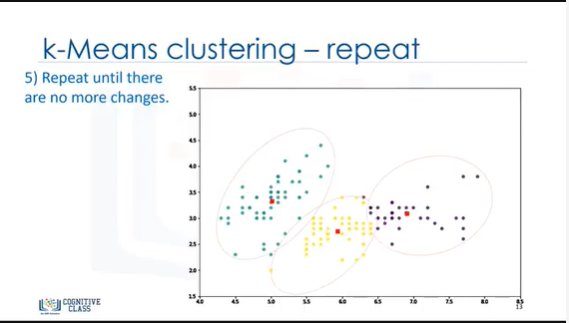 k-Means clustering – repeat
5) Repeat until there
are no more changes.
5.5
5.0
4.5
4.0
3.5
3.0
2.5
2.0
1.5
4.0 4.5 5.0 5.5 6.0 6.5 7.0 7.5 8.0 8.5
COGNITIVE
CLASS
13